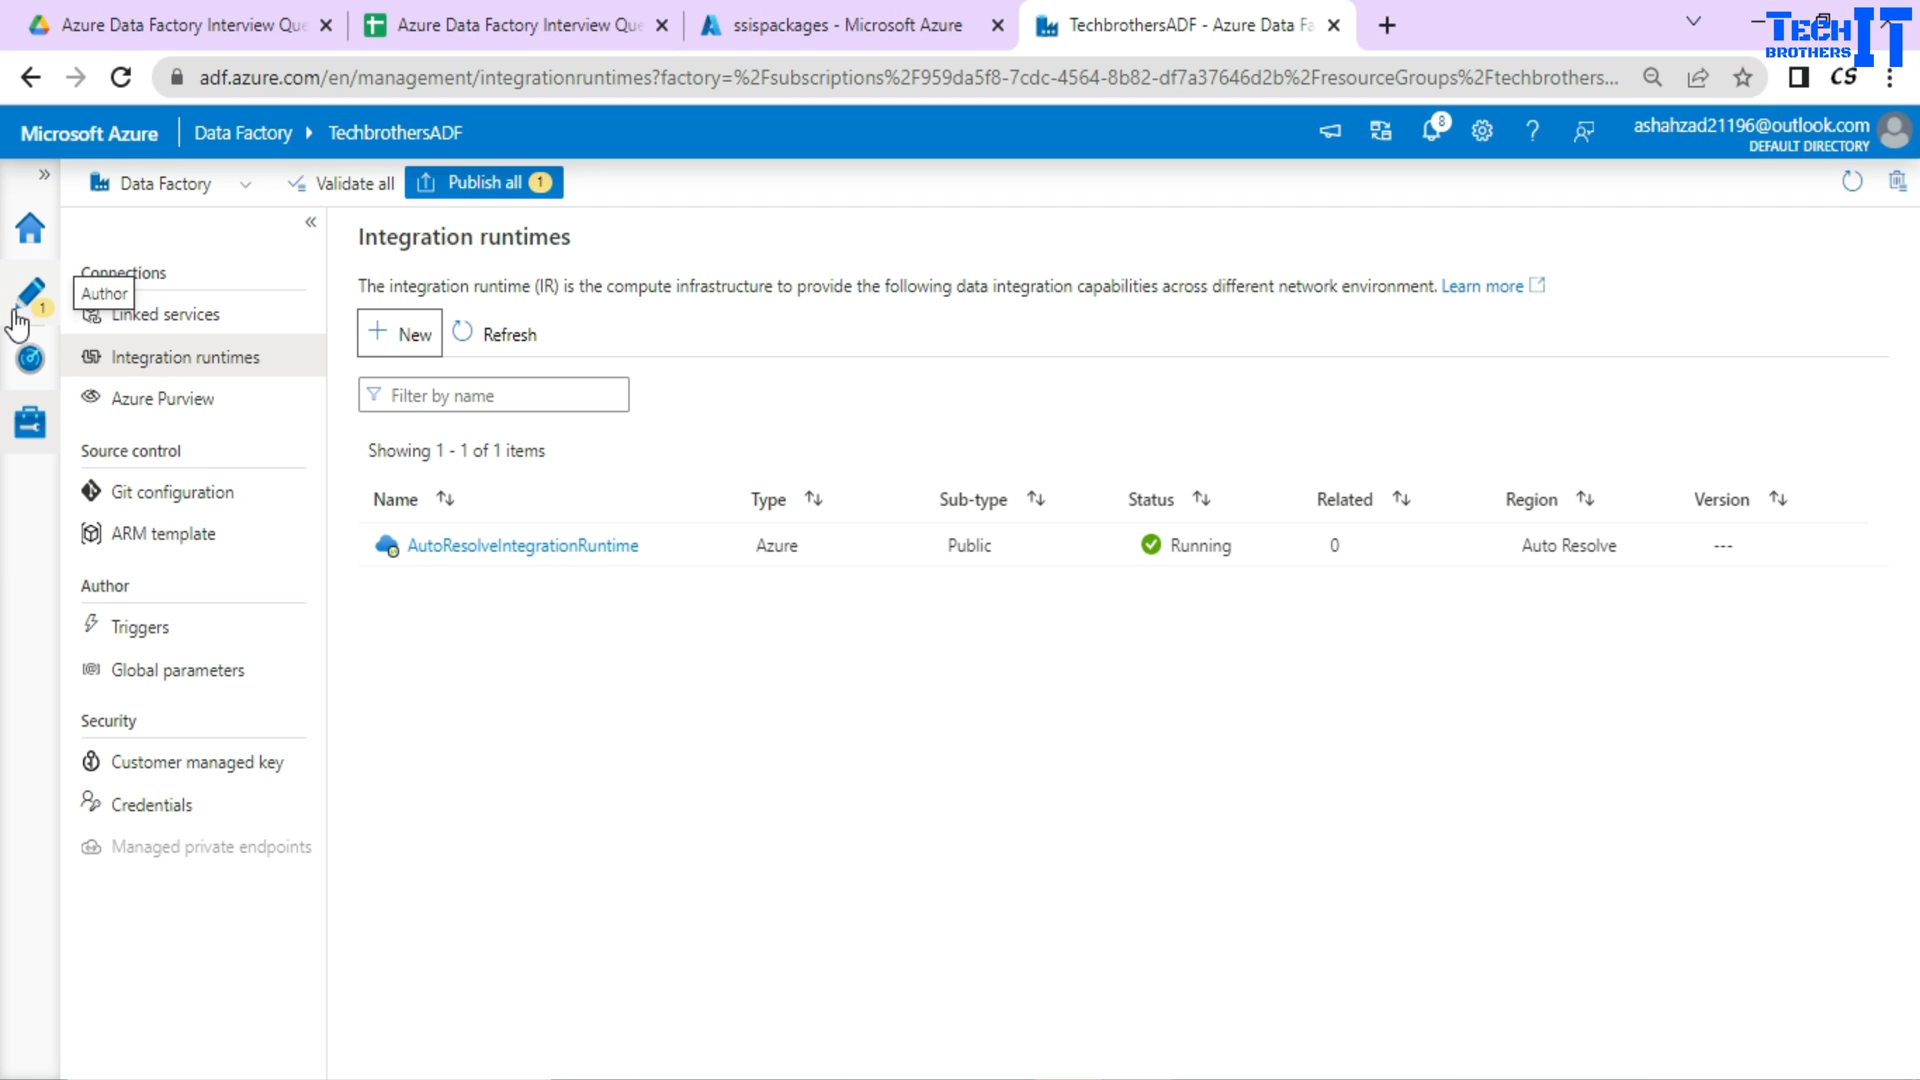 Azure Data Factory Interview Que
Azure Data Factory Interview Que
ssispackages - Microsoft Azure
TechbrothersADF - Azure Data Fa
TECH IT
BROTHERS
adf.azure.com/en/management/integrationruntimes?factory=%2Fsubscriptions%2F959da5f8-7cdc-4564-8b82-df7a37646d2b%2FresourceGroups%2Ftechbrothers...
CS
Microsoft Azure
Data Factory
TechbrothersADF
8
ashahzad21196@outlook.com
DEFAULT DIRECTORY
Data Factory
Validate all
Publish all 1
Integration runtimes
The integration runtime (IR) is the compute infrastructure to provide the following data integration capabilities across different network environment. Learn more
New
Refresh
Filter by name
Showing 1 - 1 of 1 items
Name Type Sub-type Status Related Region Version
AutoResolveIntegrationRuntime Azure Public Running 0 Auto Resolve ---
1
Connections
Author
Linked services
Integration runtimes
Azure Purview
Source control
Git configuration
ARM template
Author
Triggers
Global parameters
Security
Customer managed key
Credentials
Managed private endpoints